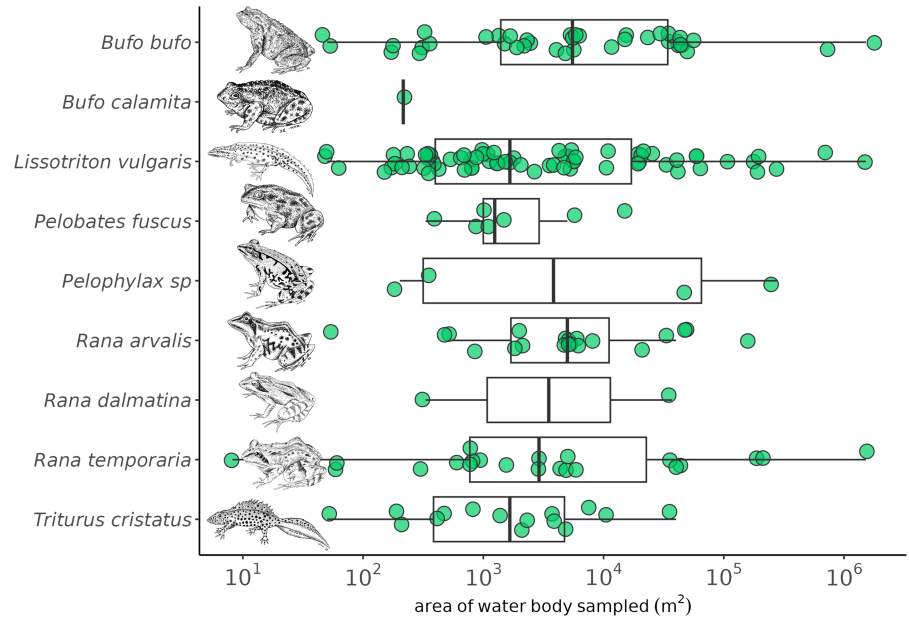 Bufo bufo
Bufo calamita
Lissotriton vulgaris
Pelobates fuscus
Pelophylax sp
Rana arvalis
Rana dalmatina
Rana temporaria
Triturus cristatus
10¹ 10² 10³ 10⁴ 10⁵ 10⁶
area of water body sampled (m²)